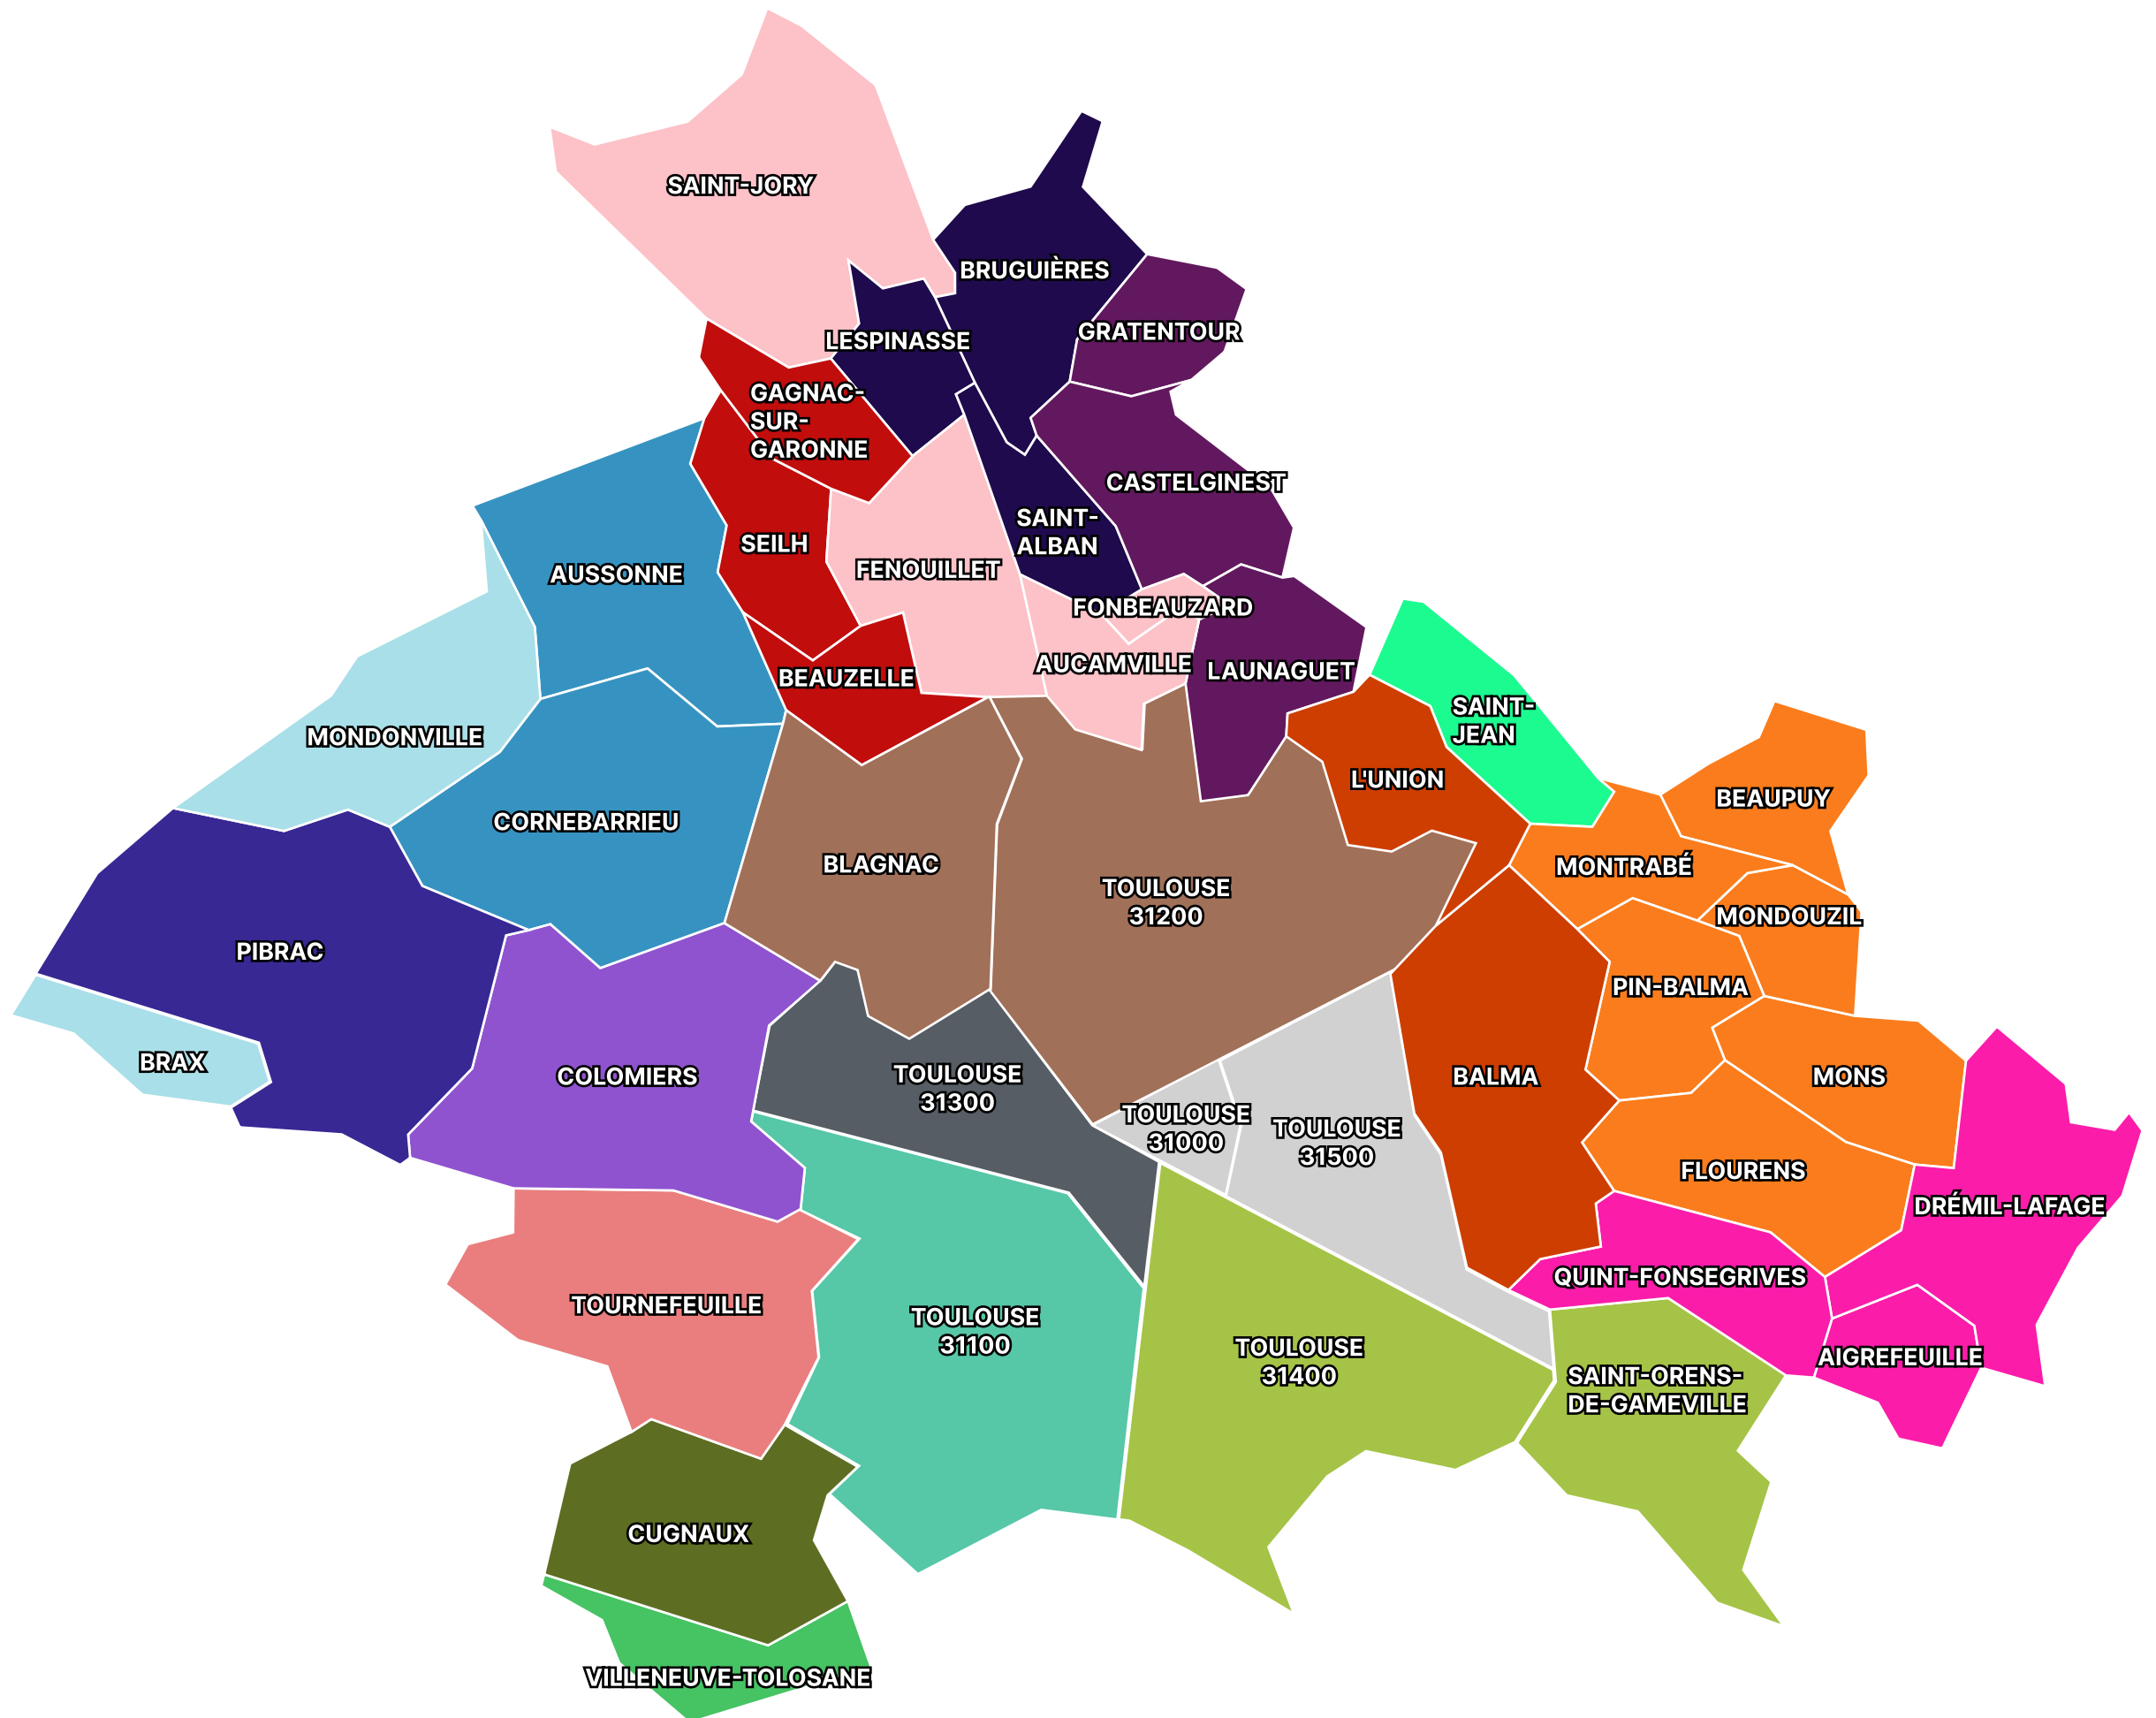 SAINT-JORY
BRUGUIÈRES
GRATENTOUR
LESPINASSE
GAGNAC-
SUR-
GARONNE
CASTELGINEST
SAINT-
ALBAN
SEILH
FENOUILLET
AUSSONNE
FONBEAUZARD
AUCAMVILLE
LAUNAGUET
BEAUZELLE
SAINT-
JEAN
MONDONVILLE
L'UNION
BEAUPUY
CORNEBARRIEU
BLAGNAC
MONTRABÉ
TOULOUSE
31200
MONDOUZIL
PIBRAC
PIN-BALMA
BRAX
COLOMIERS
TOULOUSE
31300
BALMA
MONS
TOULOUSE
31000
TOULOUSE
31500
FLOURENS
DRÉMIL-LAFAGE
QUINT-FONSEGRIVES
TOURNEFEUILLE
TOULOUSE
31100
TOULOUSE
31400
AIGREFEUILLE
SAINT-ORENS-
DE-GAMEVILLE
CUGNAUX
VILLENEUVE-TOLOSANE